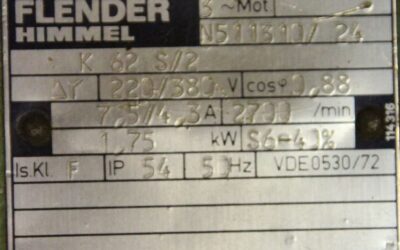 FLENDER
HIMMEL
3 ~Mot
N511310/ 24
K 62 S//2
ΔY 220/380 V cosφ 0,88
7,5//4,3 A 2700 /min
1,75 kW S6-40%
Is.Kl. F IP 54 50 Hz VDE0530/72